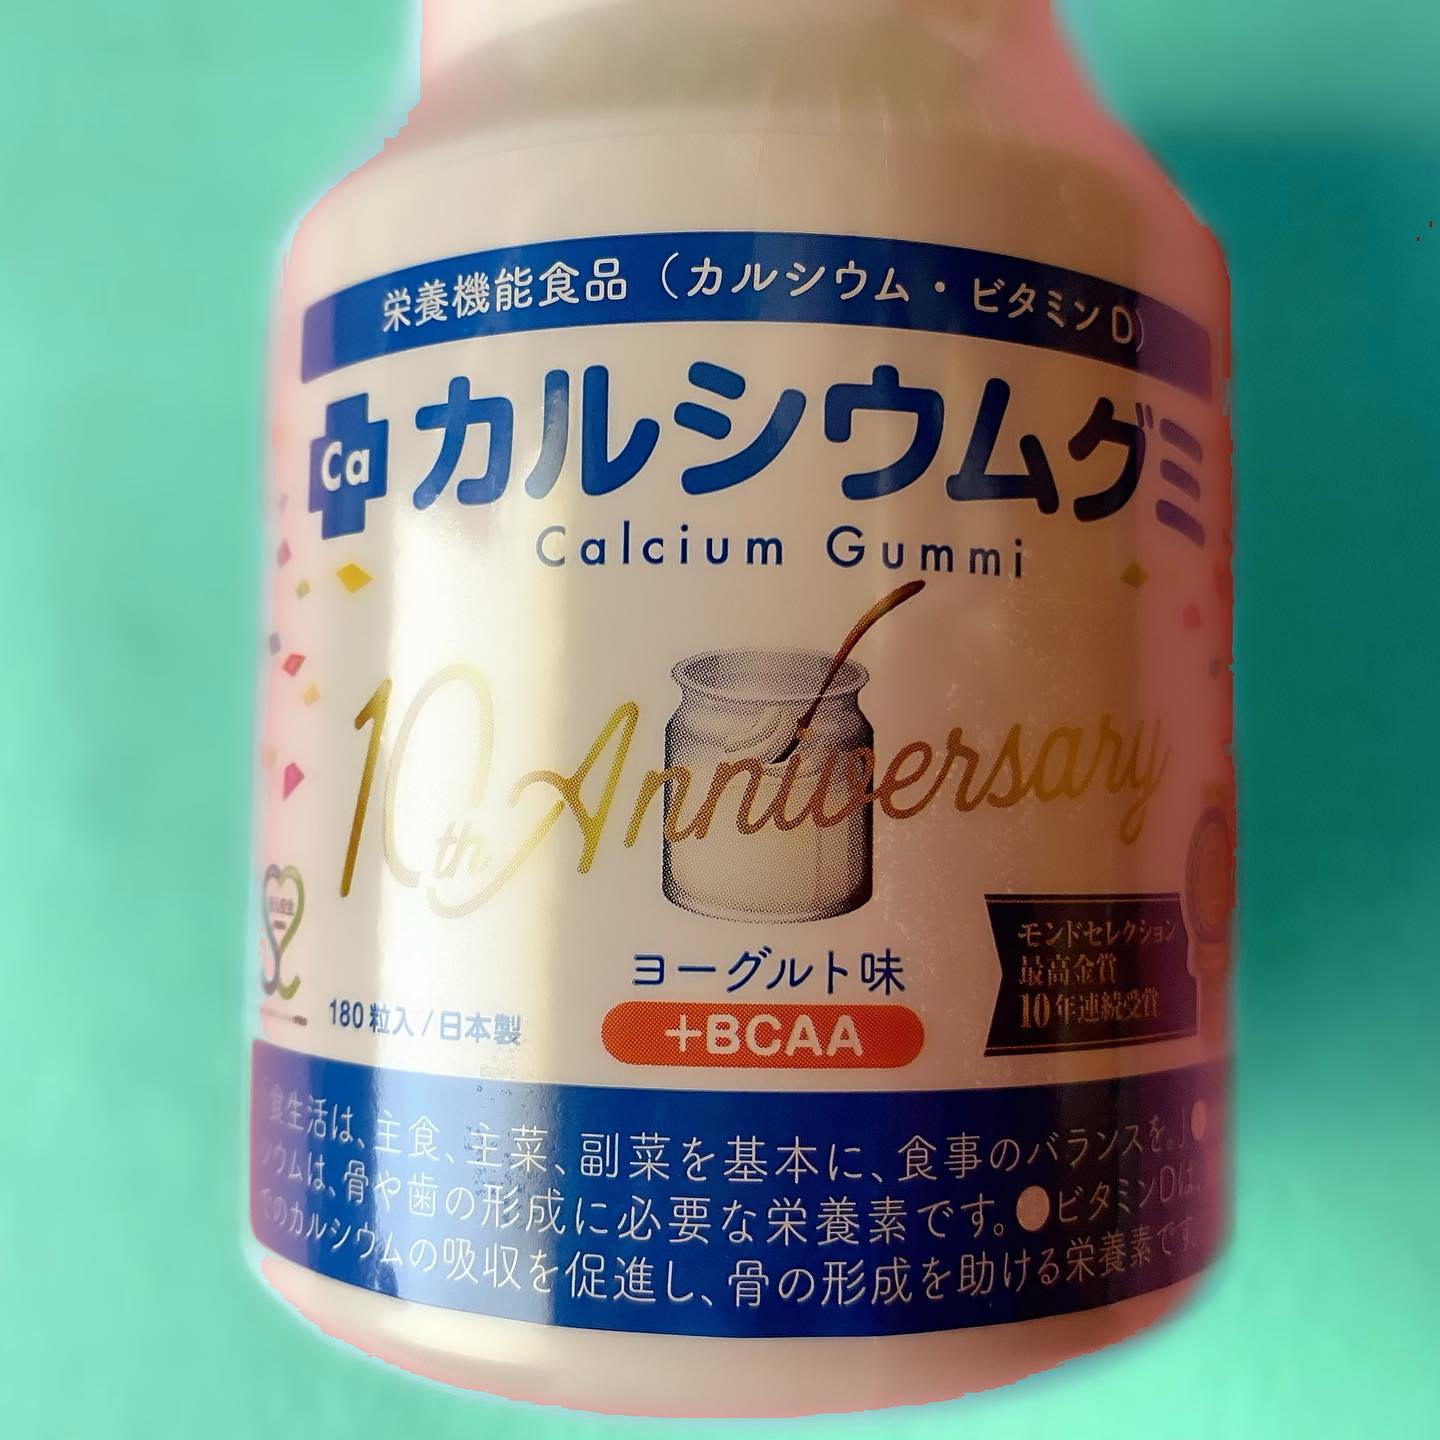 栄養機能食品（カルシウム・ビタミンD）
Ca
カルシウムグミ
Calcium Gummi
10th Anniversary
ヨーグルト味
+BCAA
180粒入/日本製
モンドセレクション
最高金賞
10年連続受賞
食生活は、主食、主菜、副菜を基本に、食事のバランスを。」●
シウムは、骨や歯の形成に必要な栄養素です。●ビタミンDは、
でのカルシウムの吸収を促進し、骨の形成を助ける栄養素です